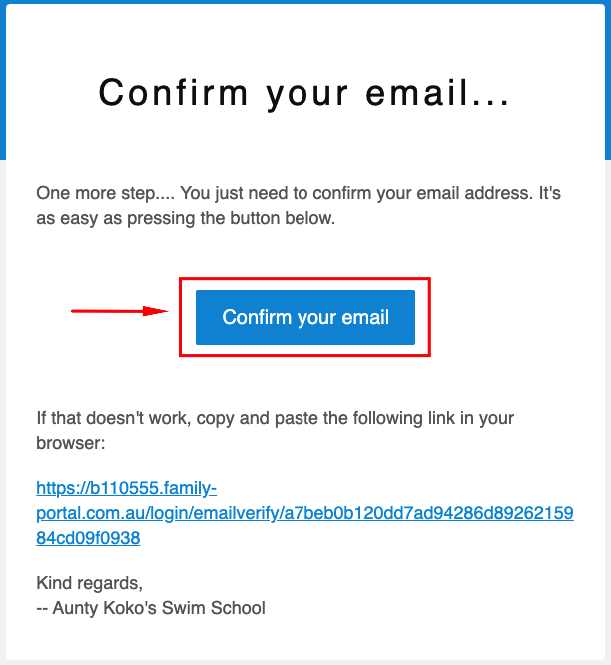 Confirm your email...
One more step.... You just need to confirm your email address. It's
as easy as pressing the button below.
Confirm your email
If that doesn't work, copy and paste the following link in your
browser:
https://b110555.family-
portal.com.au/login/emailverify/a7beb0b120dd7ad94286d89262159
84cd09f0938
Kind regards,
-- Aunty Koko's Swim School